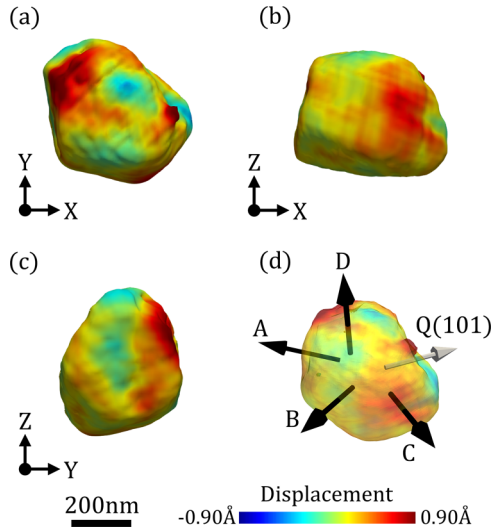 (a)
(b)
Y
X
Z
X
(c)
(d)
D
A
Q(101)
B
C
Z
Y
200nm
Displacement
-0.90Å
0.90Å